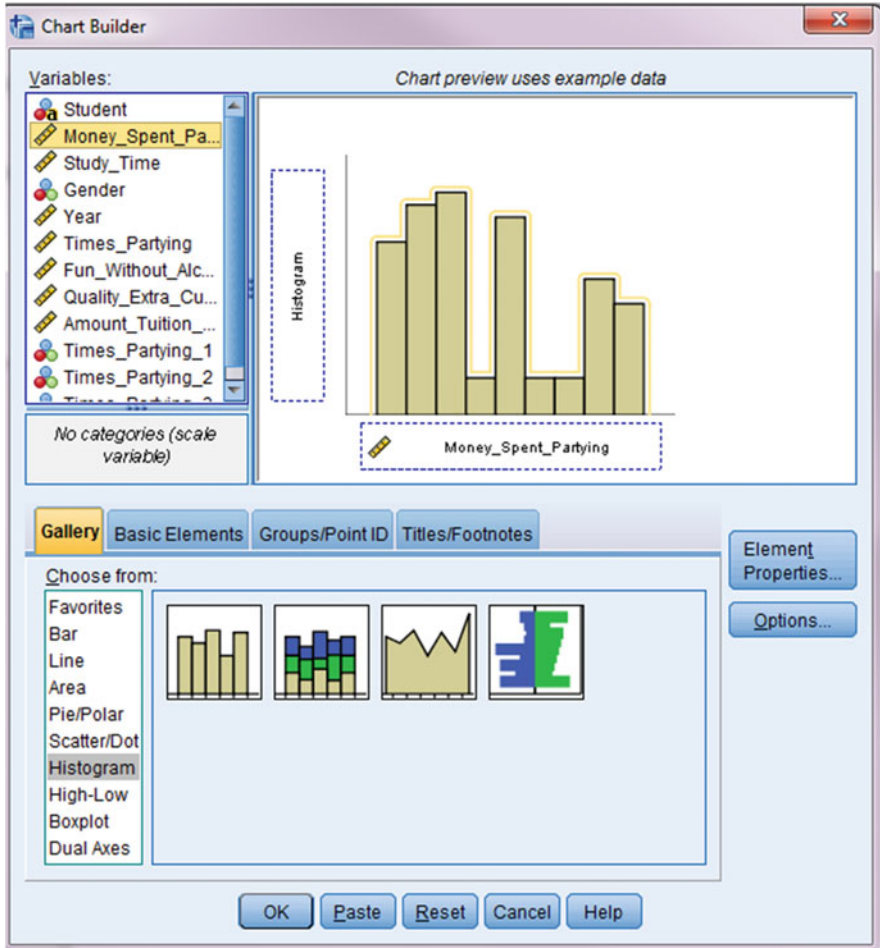 Chart Builder
Variables:
Chart preview uses example data
Student
Money_Spent_Pa...
Study_Time
Gender
Year
Times_Partying
Fun_Without_Alc...
Quality_Extra_Cu...
Amount_Tuition_...
Times_Partying_1
Times_Partying_2
No categories (scale
variable)
Histogram
Money_Spent_Partying
Gallery
Basic Elements
Groups/Point ID
Titles/Footnotes
Element
Properties...
Options...
Choose from:
Favorites
Bar
Line
Area
Pie/Polar
Scatter/Dot
Histogram
High-Low
Boxplot
Dual Axes
OK
Paste
Reset
Cancel
Help